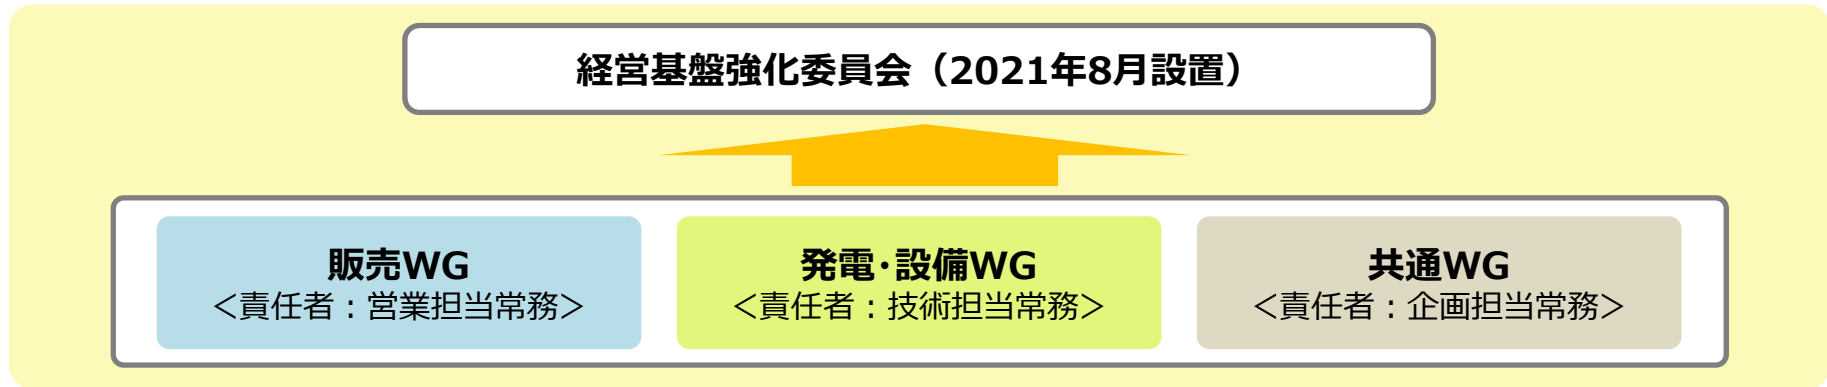 経営基盤強化委員会（2021年8月設置）
販売WG
＜責任者：営業担当常務＞
発電・設備WG
＜責任者：技術担当常務＞
共通WG
＜責任者：企画担当常務＞